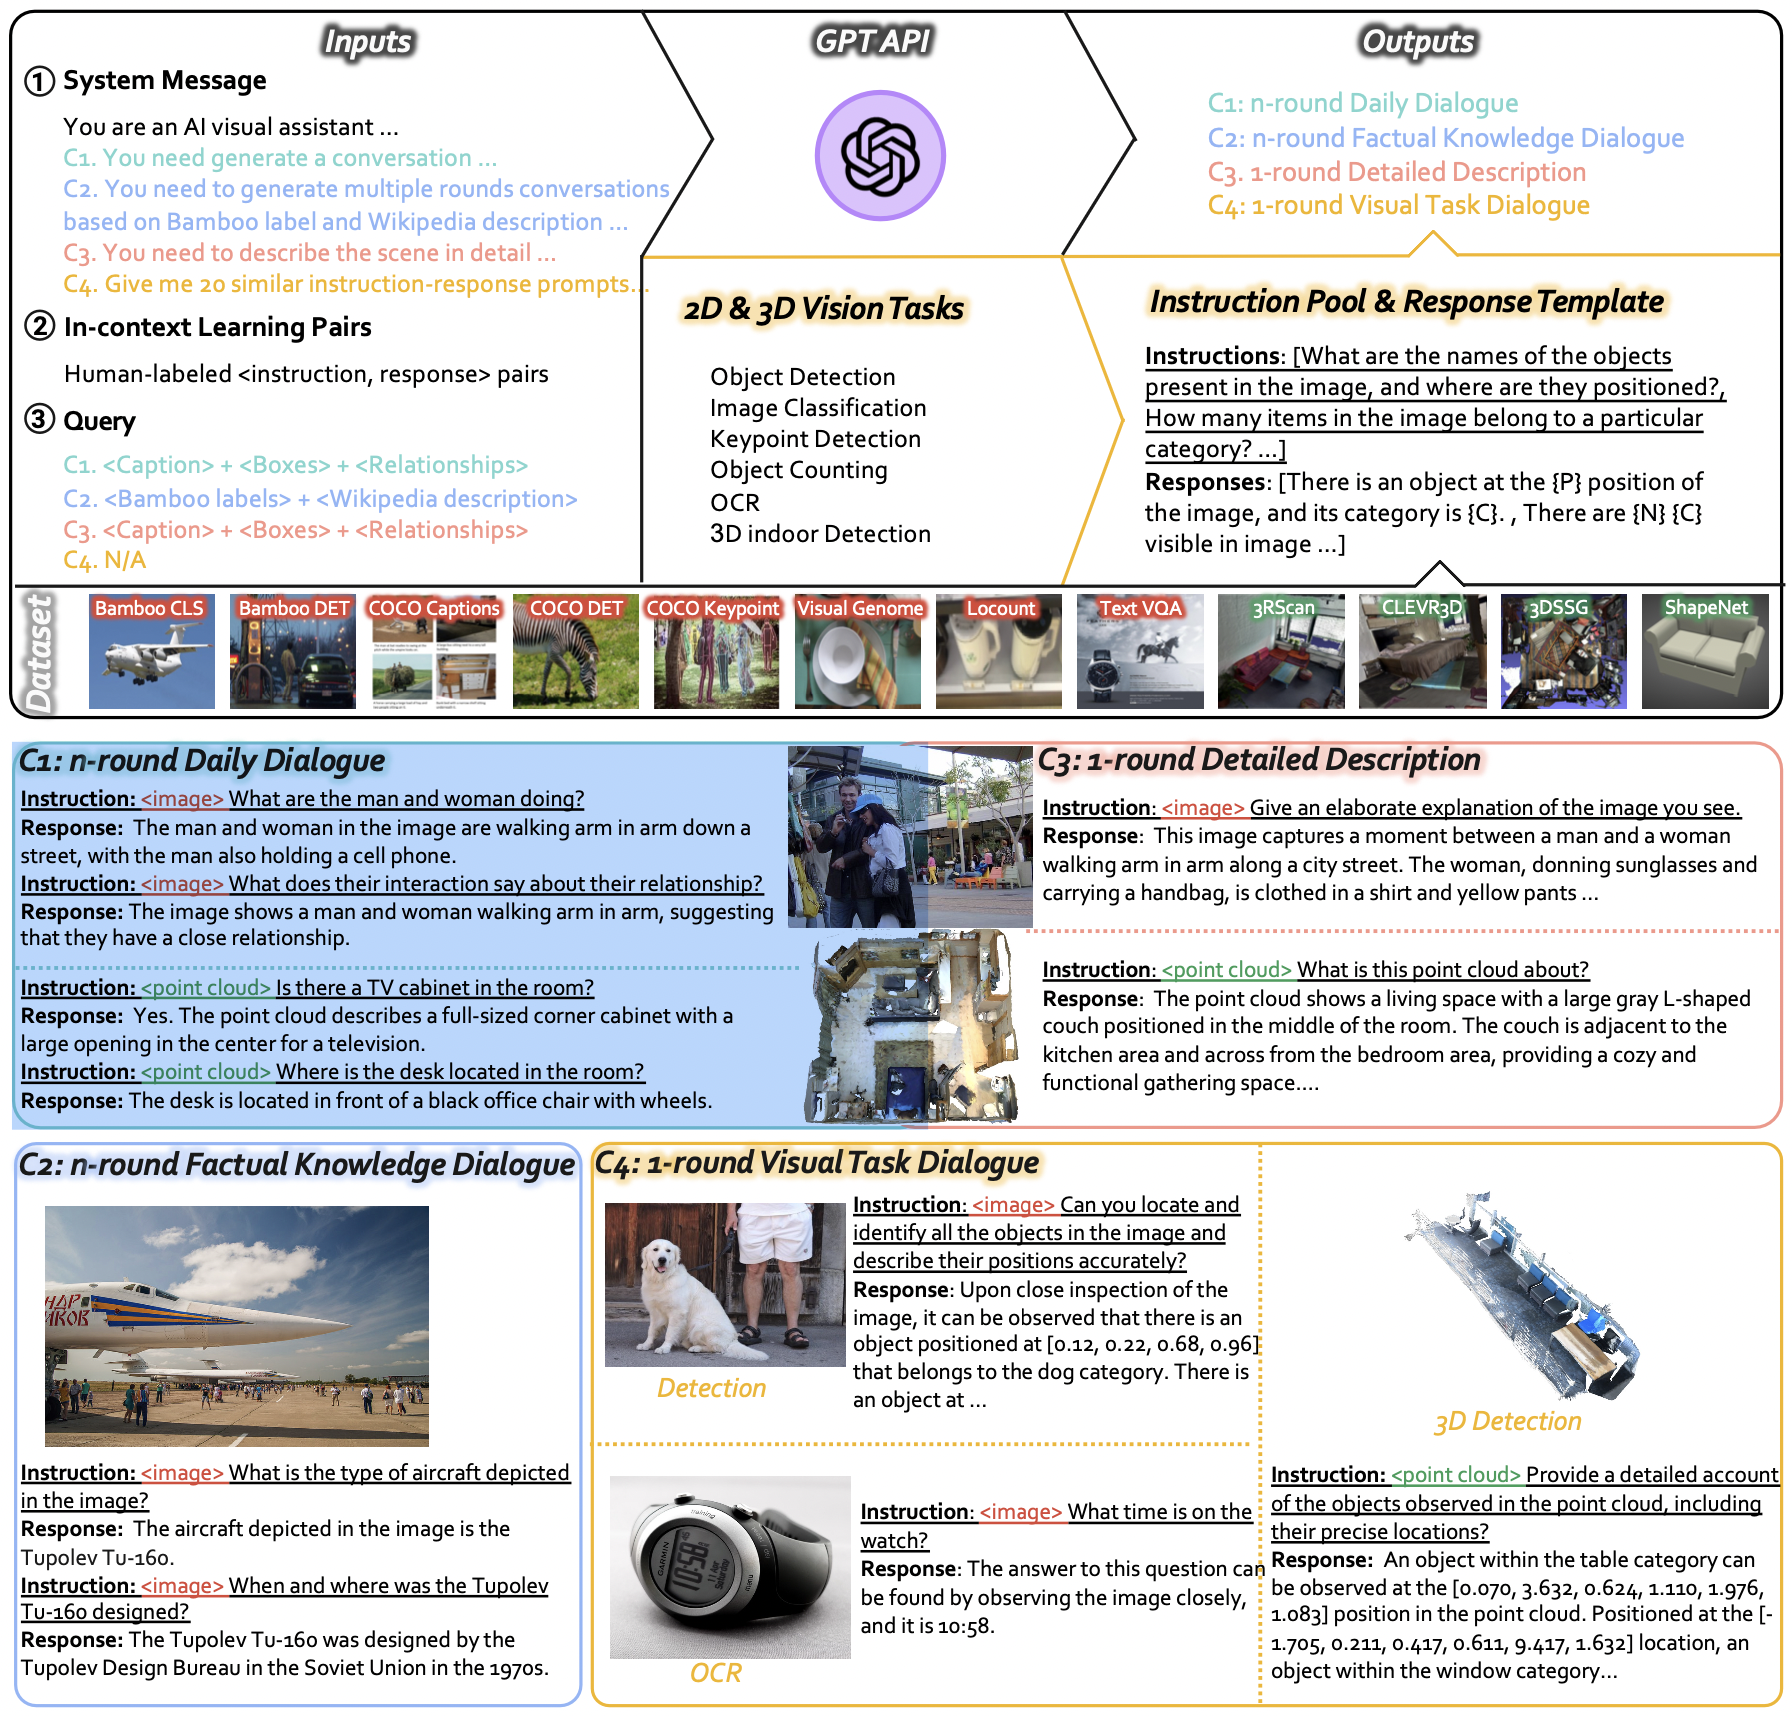 Inputs
① System Message
You are an AI visual assistant ...
C1. You need generate a conversation ...
C2. You need to generate multiple rounds conversations
based on Bamboo label and Wikipedia description ...
C3. You need to describe the scene in detail ...
C4. Give me 20 similar instruction-response prompts...
② In-context Learning Pairs
Human-labeled <instruction, response> pairs
③ Query
C1. <Caption> + <Boxes> + <Relationships>
C2. <Bamboo labels> + <Wikipedia description>
C3. <Caption> + <Boxes> + <Relationships>
C4. N/A
GPT API
2D & 3D Vision Tasks
Object Detection
Image Classification
Keypoint Detection
Object Counting
OCR
3D indoor Detection
Outputs
C1: n-round Daily Dialogue
C2: n-round Factual Knowledge Dialogue
C3. 1-round Detailed Description
C4: 1-round Visual Task Dialogue
Instruction Pool & Response Template
Instructions: [What are the names of the objects
present in the image, and where are they positioned?,
How many items in the image belong to a particular
category? ...]
Responses: [There is an object at the {P} position of
the image, and its category is {C}. , There are {N} {C}
visible in image ...]
Dataset
Bamboo CLS
Bamboo DET
COCO Captions
COCO DET
COCO Keypoint
Visual Genome
Locount
Text VQA
3RScan
CLEVR3D
3DSSG
ShapeNet
C1: n-round Daily Dialogue
Instruction: <image> What are the man and woman doing?
Response: The man and woman in the image are walking arm in arm down a
street, with the man also holding a cell phone.
Instruction: <image> What does their interaction say about their relationship?
Response: The image shows a man and woman walking arm in arm, suggesting
that they have a close relationship.
Instruction: <point cloud> Is there a TV cabinet in the room?
Response: Yes. The point cloud describes a full-sized corner cabinet with a
large opening in the center for a television.
Instruction: <point cloud> Where is the desk located in the room?
Response: The desk is located in front of a black office chair with wheels.
C3: 1-round Detailed Description
Instruction: <image> Give an elaborate explanation of the image you see.
Response: This image captures a moment between a man and a woman
walking arm in arm along a city street. The woman, donning sunglasses and
carrying a handbag, is clothed in a shirt and yellow pants ...
Instruction: <point cloud> What is this point cloud about?
Response: The point cloud shows a living space with a large gray L-shaped
couch positioned in the middle of the room. The couch is adjacent to the
kitchen area and across from the bedroom area, providing a cozy and
functional gathering space....
C2: n-round Factual Knowledge Dialogue
Instruction: <image> What is the type of aircraft depicted
in the image?
Response: The aircraft depicted in the image is the
Tupolev Tu-160.
Instruction: <image> When and where was the Tupolev
Tu-160 designed?
Response: The Tupolev Tu-160 was designed by the
Tupolev Design Bureau in the Soviet Union in the 1970s.
C4: 1-round Visual Task Dialogue
Detection
Instruction: <image> Can you locate and
identify all the objects in the image and
describe their positions accurately?
Response: Upon close inspection of the
image, it can be observed that there is an
object positioned at [0.12, 0.22, 0.68, 0.96]
that belongs to the dog category. There is
an object at ...
training
GARMIN
10:58
11 Apr
Saturday
menu
OCR
Instruction: <image> What time is on the
watch?
Response: The answer to this question can
be found by observing the image closely,
and it is 10:58.
3D Detection
Instruction: <point cloud> Provide a detailed account
of the objects observed in the point cloud, including
their precise locations?
Response: An object within the table category can
be observed at the [0.070, 3.632, 0.624, 1.110, 1.976,
1.083] position in the point cloud. Positioned at the [-
1.705, 0.211, 0.417, 0.611, 9.417, 1.632] location, an
object within the window category...